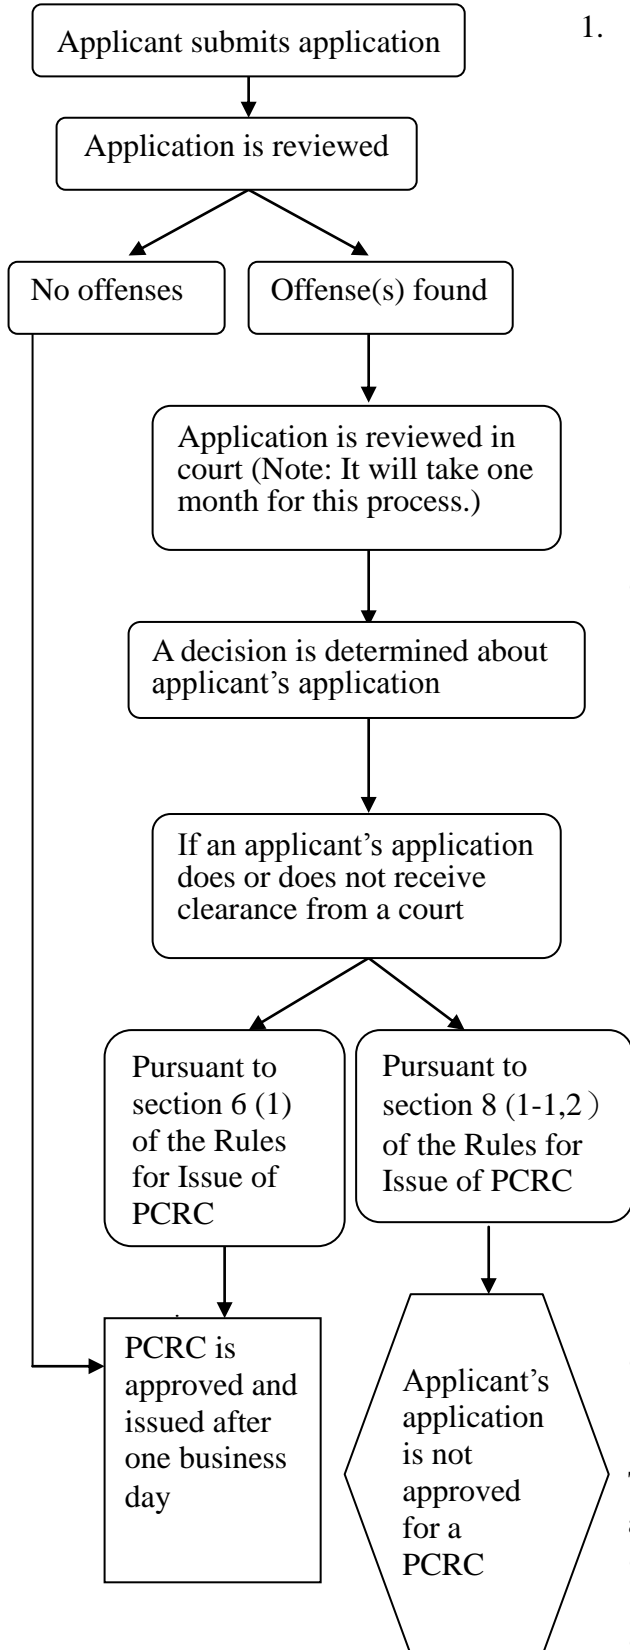 Applicant submits application
1.
Application is reviewed
No offenses
Offense(s) found
Application is reviewed in
court (Note: It will take one
month for this process.)
A decision is determined about
applicant’s application
If an applicant’s application
does or does not receive
clearance from a court
Pursuant to
section 6 (1)
of the Rules
for Issue of
PCRC
Pursuant to
section 8 (1-1,2）
of the Rules for
Issue of PCRC
PCRC is
approved and
issued after
one business
day
Applicant’s
application
is not
approved
for a
PCRC